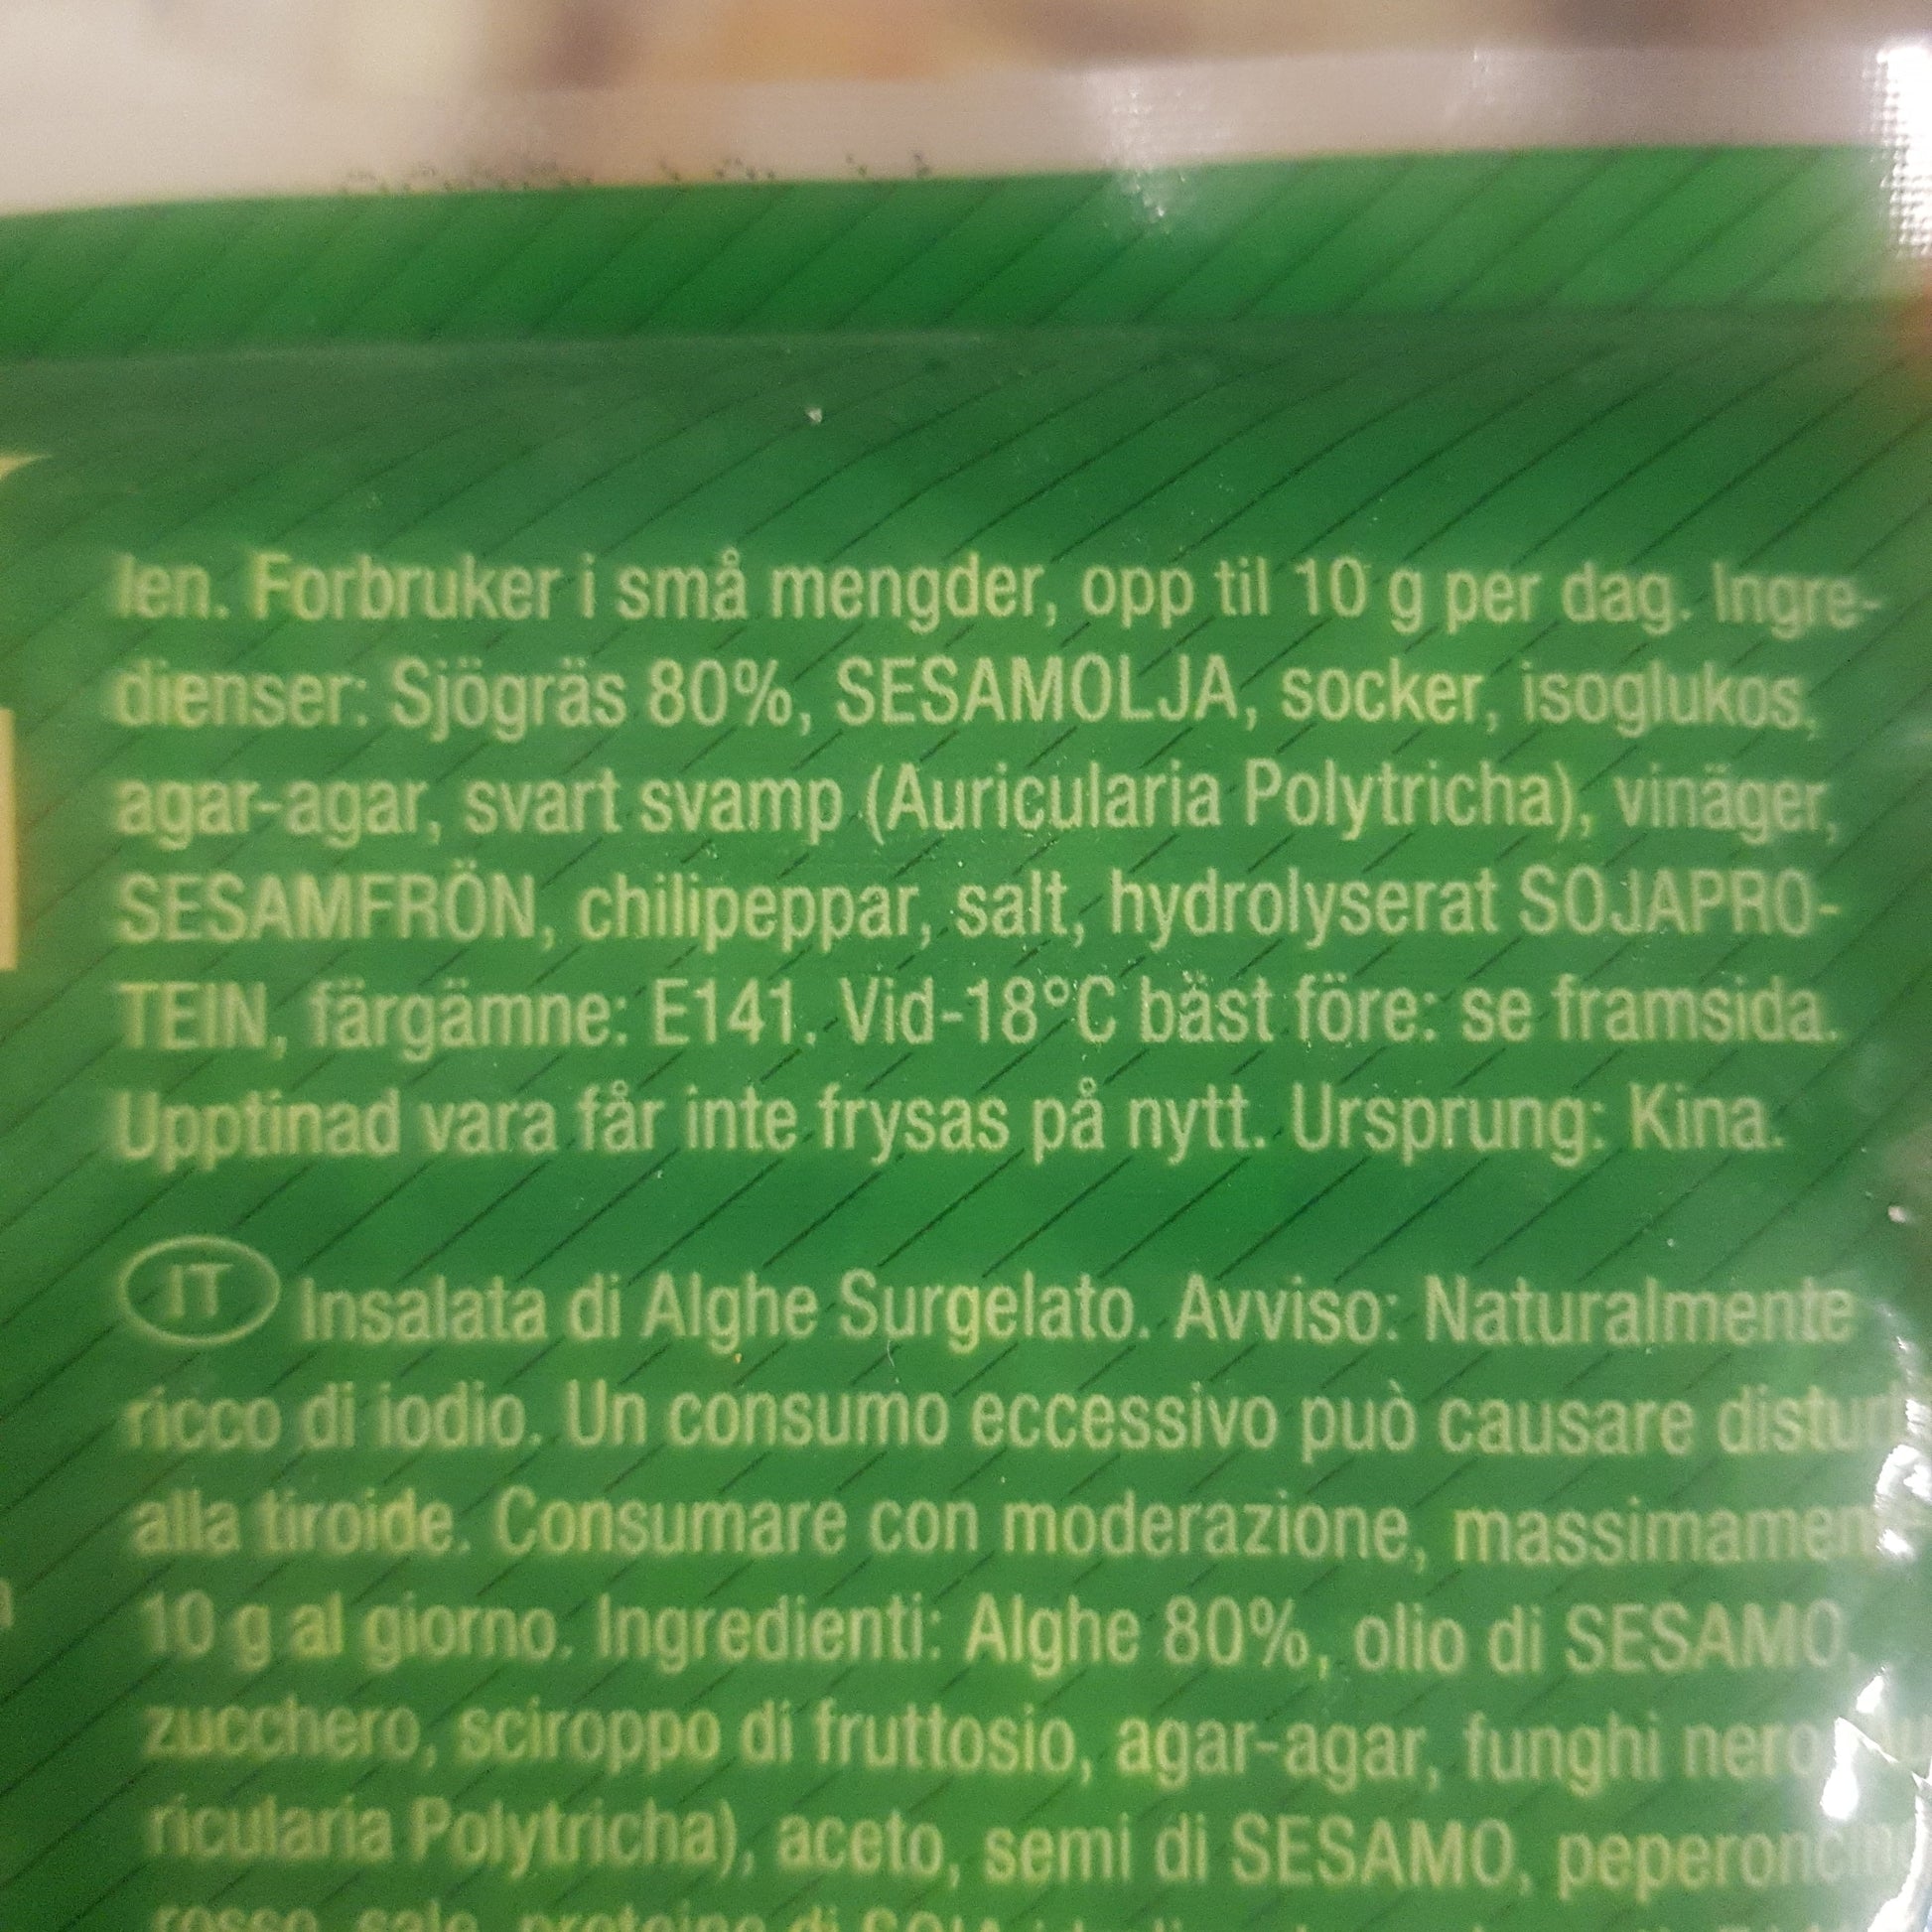 len. Forbruker i små mengder, opp til 10 g per dag. Ingre-
dienser: Sjögräs 80%, SESAMOLJA, socker, isoglukos,
agar-agar, svart svamp (Auricularia Polytricha), vinäger,
SESAMFRÖN, chilipeppar, salt, hydrolyserat SOJAPRO-
TEIN, färgämne: E141. Vid-18°C bäst före: se framsida.
Upptinad vara får inte frysas på nytt. Ursprung: Kina.
IT Insalata di Alghe Surgelato. Avviso: Naturalmente
ricco di iodio. Un consumo eccessivo può causare
alla tiroide. Consumare con moderazione,
10 g al giorno. Ingredienti: Alghe 80%, olio di SESAMO,
zucchero, sciroppo di fruttosio, agar-agar, funghi nero
ricularia Polytricha), aceto, semi di SESAMO,